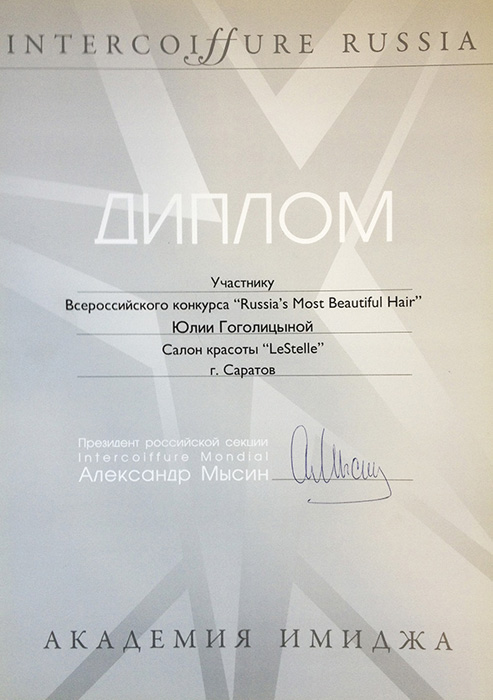 INTERCOIFFURE RUSSIA
ДИПЛОМ
Участнику
Всероссийского конкурса “Russia’s Most Beautiful Hair”
Юлии Гоголицыной
Салон красоты “LeStelle”
г. Саратов
Президент российской секции
Intercoiffure Mondial
Александр Мысин
АКАДЕМИЯ ИМИДЖА